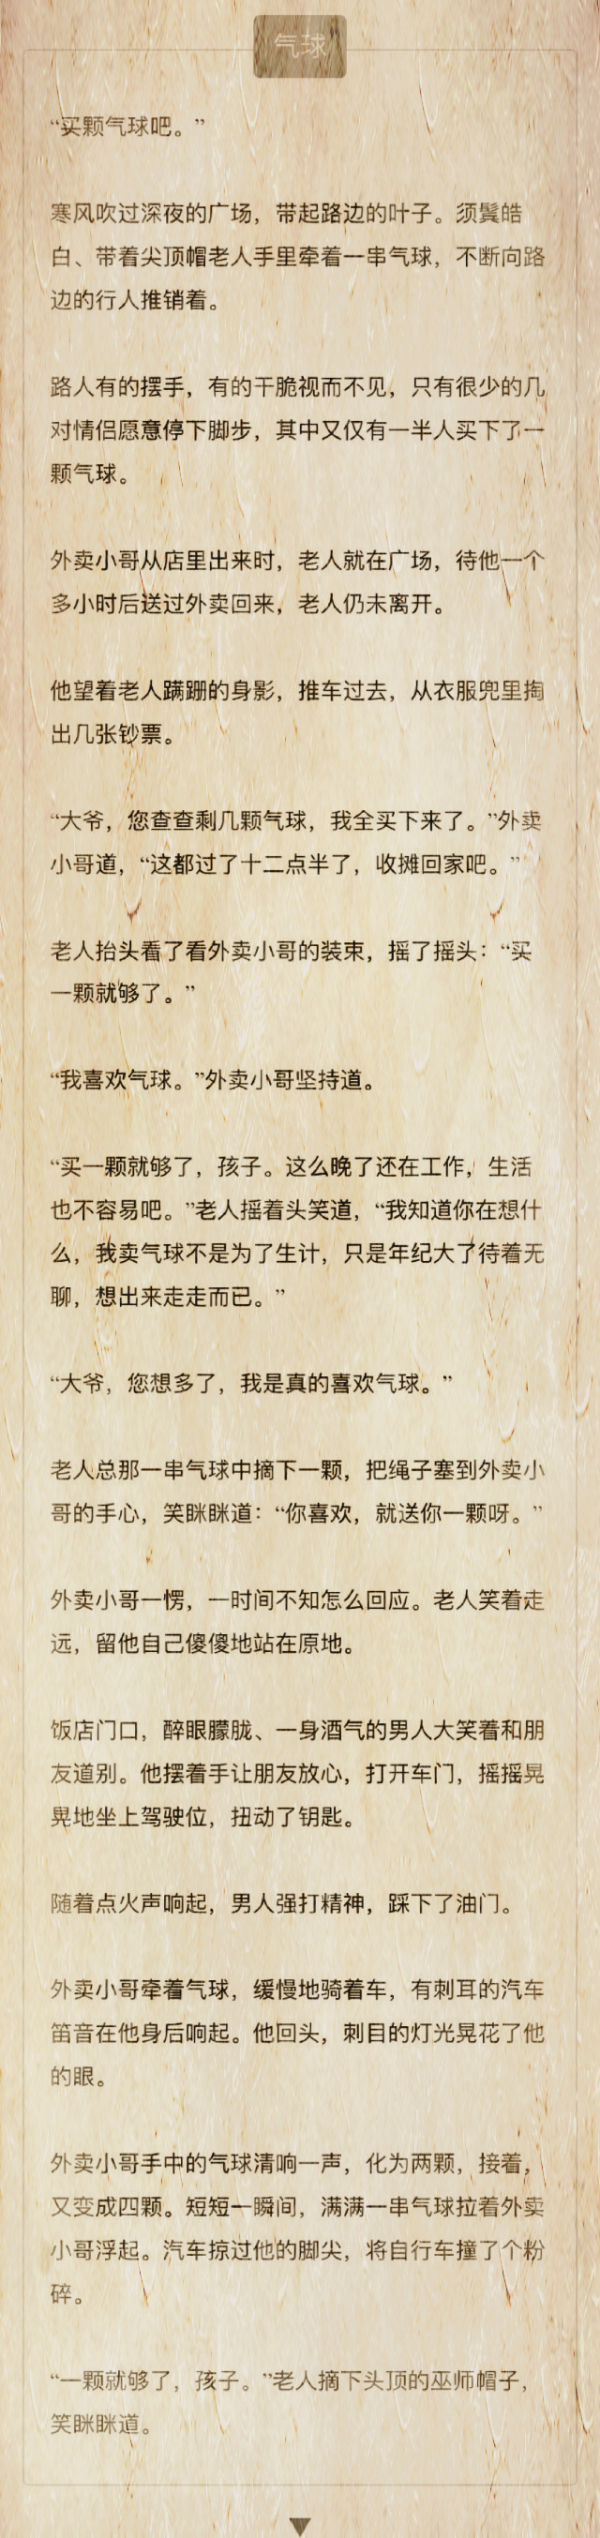 气球
“买颗气球吧。”
寒风吹过深夜的广场，带起路边的叶子。须鬓皓
白、带着尖顶帽老人手里牵着一串气球，不断向路
边的行人推销着。
路人有的摆手，有的干脆视而不见，只有很少的几
对情侣愿意停下脚步，其中又仅有一半人买下了一
颗气球。
外卖小哥从店里出来时，老人就在广场，待他一个
多小时后送过外卖回来，老人仍未离开。
他望着老人蹒跚的身影，推车过去，从衣服兜里掏
出几张钞票。
“大爷，您查查剩几颗气球，我全买下来了。”外卖
小哥道，“这都过了十二点半了，收摊回家吧。”
老人抬头看了看外卖小哥的装束，摇了摇头：“买
一颗就够了。”
“我喜欢气球。”外卖小哥坚持道。
“买一颗就够了，孩子。这么晚了还在工作，生活
也不容易吧。”老人摇着头笑道，“我知道你在想什
么，我卖气球不是为了生计，只是年纪大了待着无
聊，想出来走走而已。”
“大爷，您想多了，我是真的喜欢气球。”
老人总那一串气球中摘下一颗，把绳子塞到外卖小
哥的手心，笑眯眯道：“你喜欢，就送你一颗呀。”
外卖小哥一愣，一时间不知怎么回应。老人笑着走
远，留他自己傻傻地站在原地。
饭店门口，醉眼朦胧、一身酒气的男人大笑着和朋
友道别。他摆着手让朋友放心，打开车门，摇摇晃
晃地坐上驾驶位，扭动了钥匙。
随着点火声响起，男人强打精神，踩下了油门。
外卖小哥牵着气球，缓慢地骑着车，有刺耳的汽车
笛音在他身后响起。他回头，刺目的灯光晃花了他
的眼。
外卖小哥手中的气球清响一声，化为两颗，接着，
又变成四颗。短短一瞬间，满满一串气球拉着外卖
小哥浮起。汽车掠过他的脚尖，将自行车撞了个粉
碎。
“一颗就够了，孩子。”老人摘下头顶的巫师帽子，
笑眯眯道。